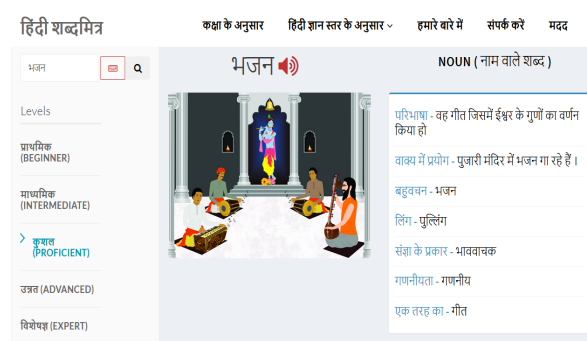 हिंदी शब्दमित्र
कक्षा के अनुसार हिंदी ज्ञान स्तर के अनुसार हमारे बारे में संपर्क करें मदद
भजन
Levels
प्राथमिक
(BEGINNER)
माध्यमिक
(INTERMEDIATE)
कुशल
(PROFICIENT)
उन्नत (ADVANCED)
विशेषज्ञ (EXPERT)
भजन
NOUN ( नाम वाले शब्द )
परिभाषा - वह गीत जिसमें ईश्वर के गुणों का वर्णन
किया हो
वाक्य में प्रयोग - पुजारी मंदिर में भजन गा रहे हैं ।
बहुवचन - भजन
लिंग - पुल्लिंग
संज्ञा के प्रकार - भाववाचक
गणनीयता - गणनीय
एक तरह का - गीत